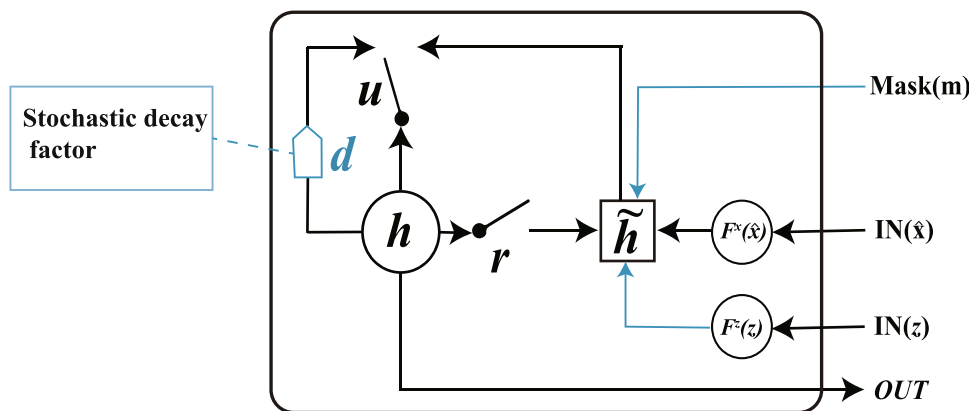 Stochastic decay
factor
d
u
h
r
h̃
Fˣ(x̂)
Fᶻ(z)
Mask(m)
IN(x̂)
IN(z)
OUT